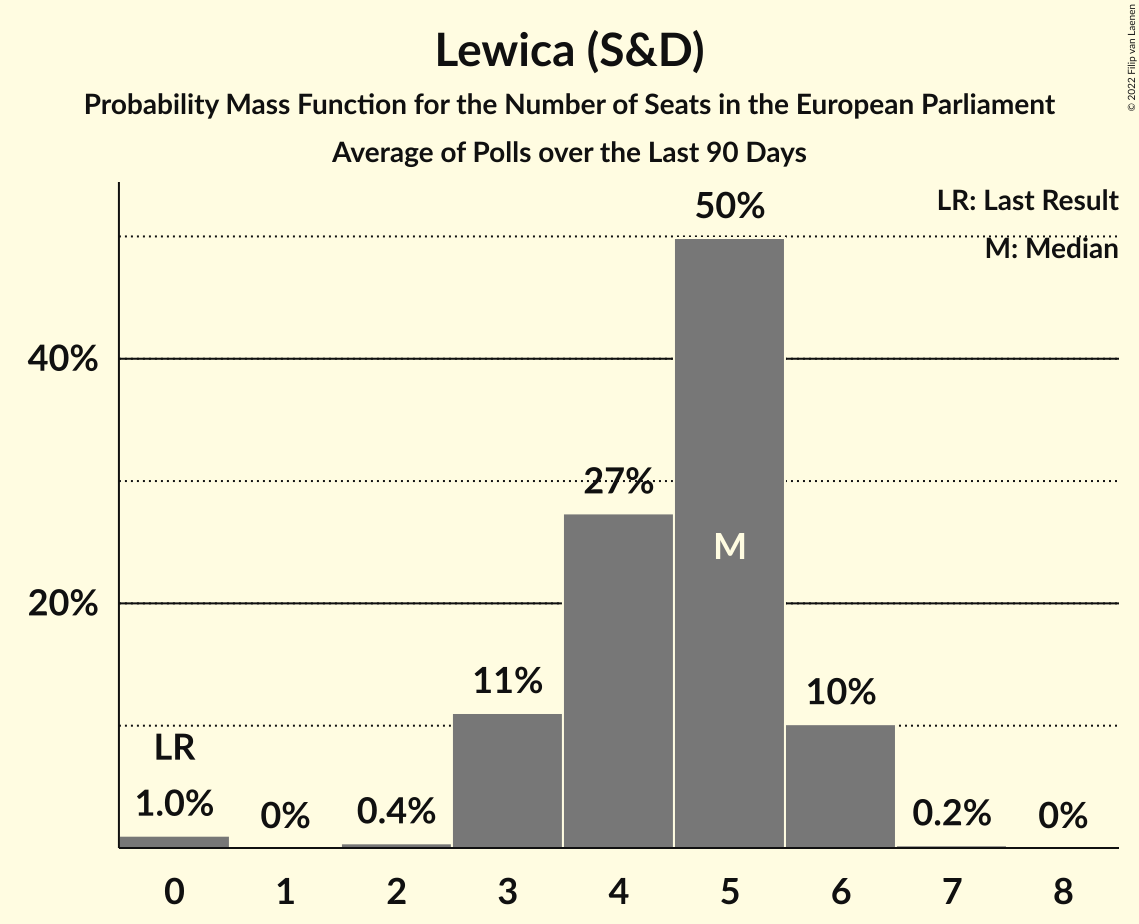 Lewica (S&D)
Probability Mass Function for the Number of Seats in the European Parliament
Average of Polls over the Last 90 Days
© 2022 Filip van Laenen
LR: Last Result
M: Median
50%
40%
27%
M
20%
11%
10%
LR
1.0%
0%
0.4%
0.2%
0%
0 1 2 3 4 5 6 7 8